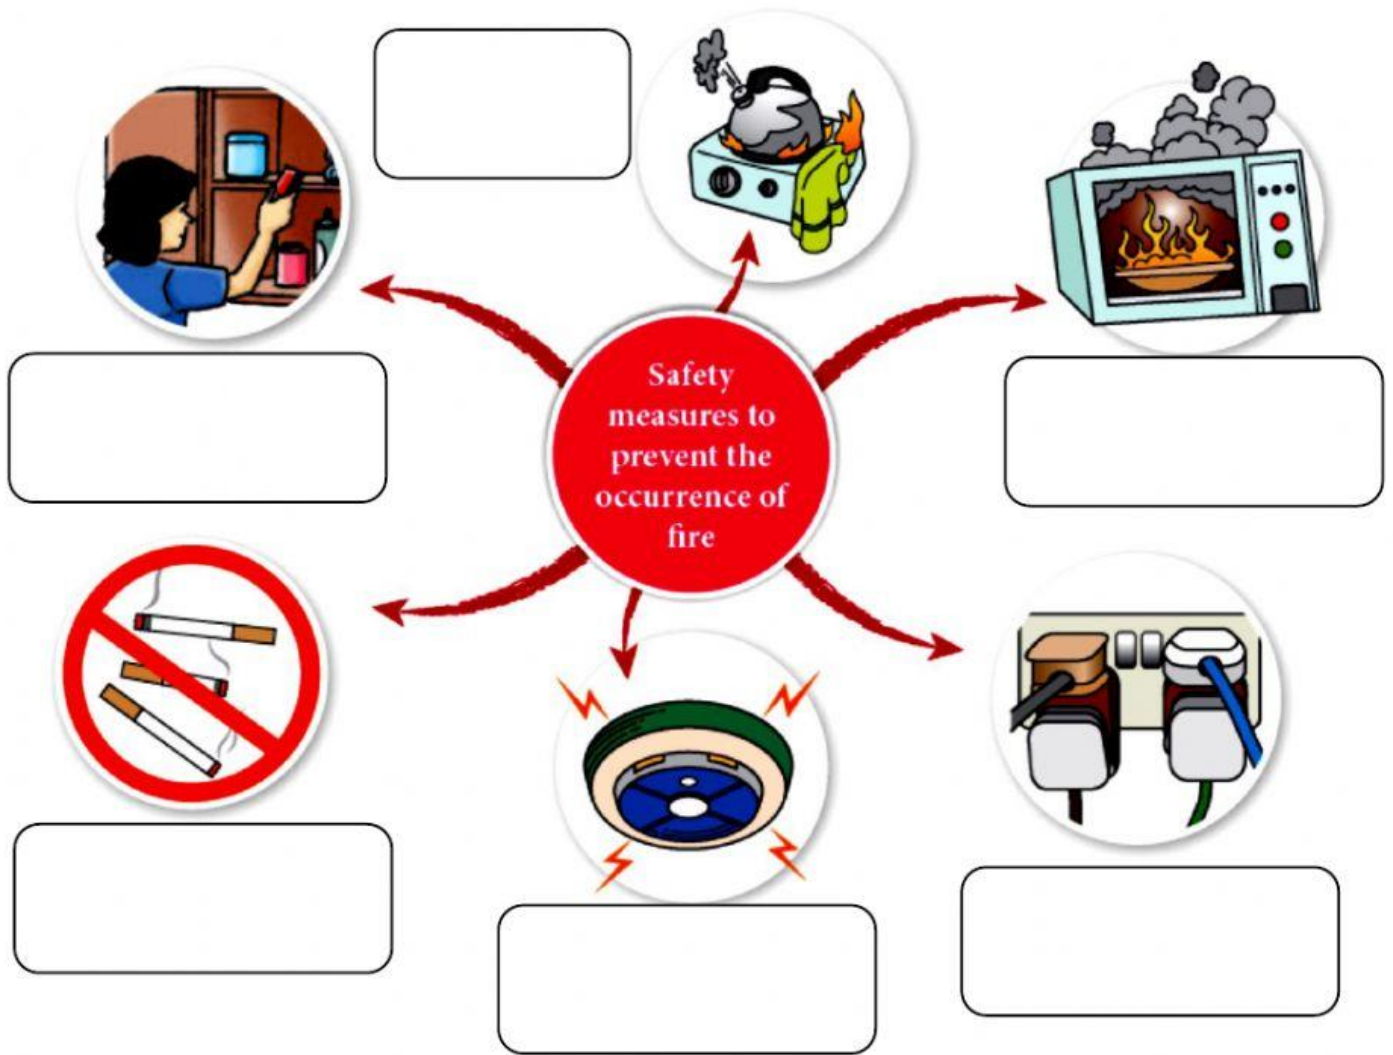 Safety
measures to
prevent the
occurrence of
fire